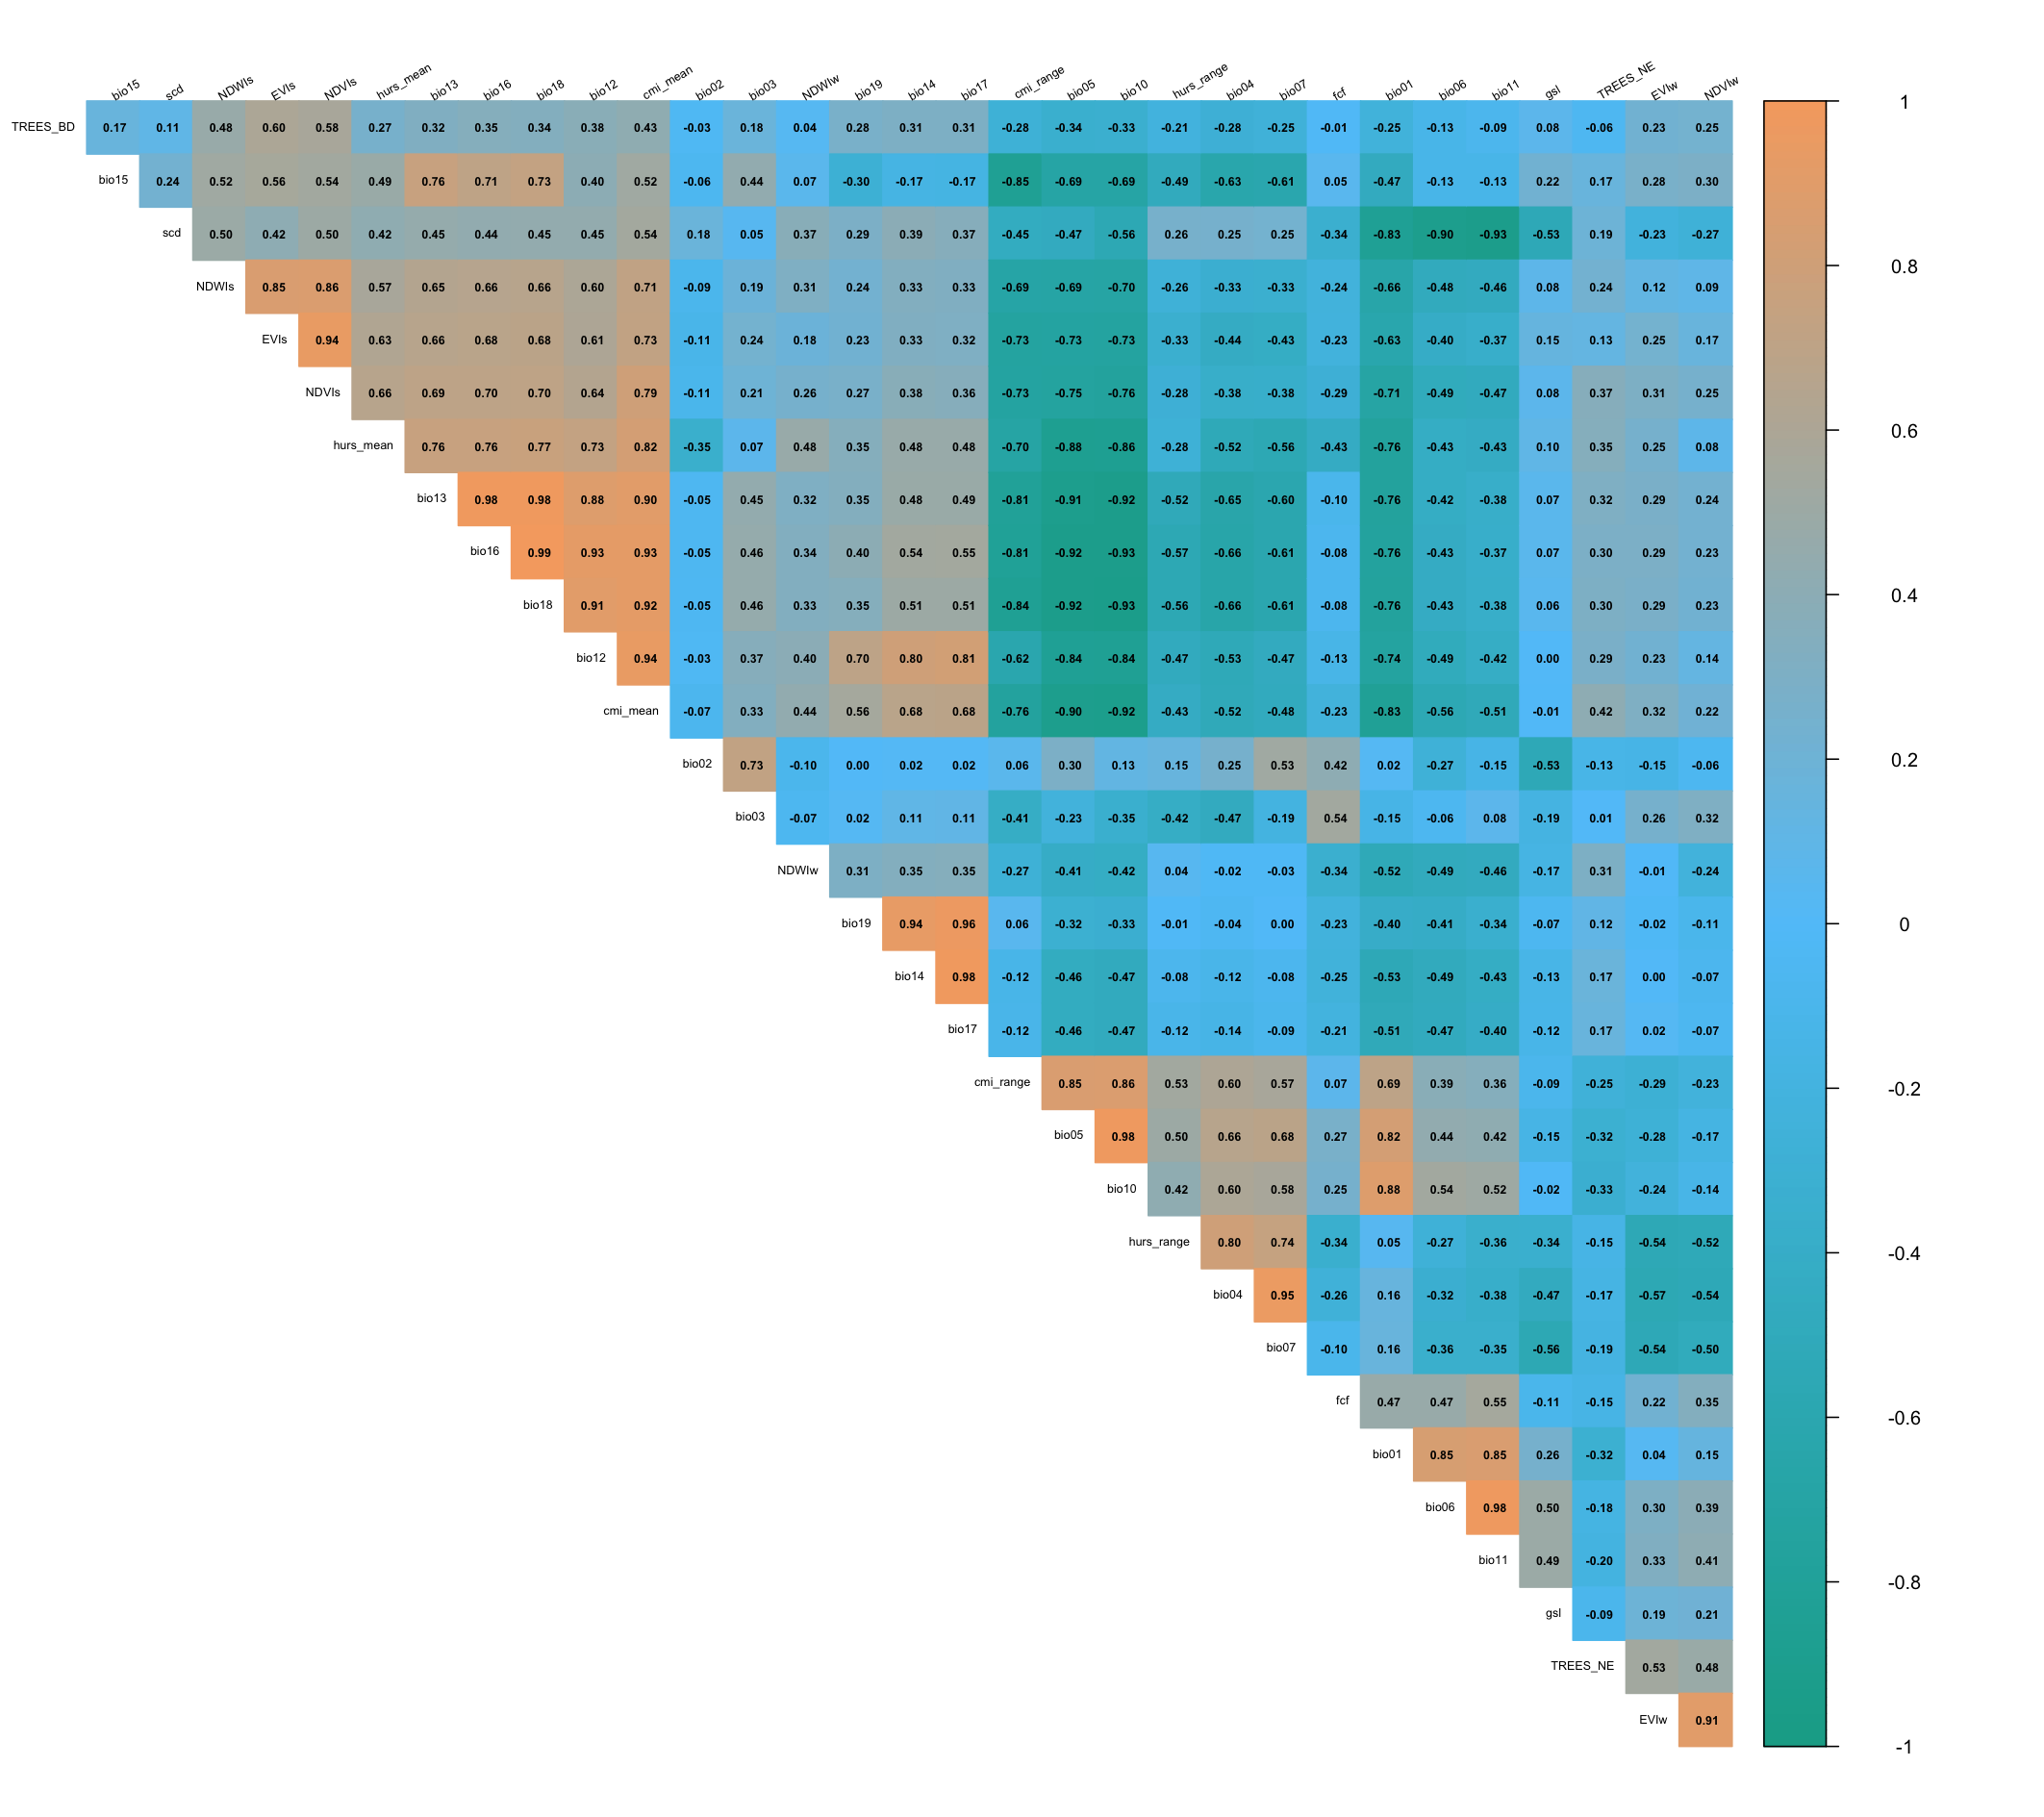 bio15 scd NDWIs EVIs NDVIs hurs_mean bio13 bio16 bio18 bio12 cmi_mean bio02 bio03 NDWIw bio19 bio14 bio17 cmi_range bio05 bio10 hurs_range bio04 bio07 fcf bio01 bio06 bio11 gsl TREES_NE EVIw NDVIw
TREES_BD 0.17 0.11 0.48 0.60 0.58 0.27 0.32 0.35 0.34 0.38 0.43 -0.03 0.18 0.04 0.28 0.31 0.31 -0.28 -0.34 -0.33 -0.21 -0.28 -0.25 -0.01 -0.25 -0.13 -0.09 0.08 -0.06 0.23 0.25
bio15 0.24 0.52 0.56 0.54 0.49 0.76 0.71 0.73 0.40 0.52 -0.06 0.44 0.07 -0.30 -0.17 -0.17 -0.85 -0.69 -0.69 -0.49 -0.63 -0.61 0.05 -0.47 -0.13 -0.13 0.22 0.17 0.28 0.30
scd 0.50 0.42 0.50 0.42 0.45 0.44 0.45 0.45 0.54 0.18 0.05 0.37 0.29 0.39 0.37 -0.45 -0.47 -0.56 0.26 0.25 0.25 -0.34 -0.83 -0.90 -0.93 -0.53 0.19 -0.23 -0.27
NDWIs 0.85 0.86 0.57 0.65 0.66 0.66 0.60 0.71 -0.09 0.19 0.31 0.24 0.33 0.33 -0.69 -0.69 -0.70 -0.26 -0.33 -0.33 -0.24 -0.66 -0.48 -0.46 0.08 0.24 0.12 0.09
EVIs 0.94 0.63 0.66 0.68 0.68 0.61 0.73 -0.11 0.24 0.18 0.23 0.33 0.32 -0.73 -0.73 -0.73 -0.33 -0.44 -0.43 -0.23 -0.63 -0.40 -0.37 0.15 0.13 0.25 0.17
NDVIs 0.66 0.69 0.70 0.70 0.64 0.79 -0.11 0.21 0.26 0.27 0.38 0.36 -0.73 -0.75 -0.76 -0.28 -0.38 -0.38 -0.29 -0.71 -0.49 -0.47 0.08 0.37 0.31 0.25
hurs_mean 0.76 0.76 0.77 0.73 0.82 -0.35 0.07 0.48 0.35 0.48 0.48 -0.70 -0.88 -0.86 -0.28 -0.52 -0.56 -0.43 -0.76 -0.43 -0.43 0.10 0.35 0.25 0.08
bio13 0.98 0.98 0.88 0.90 -0.05 0.45 0.32 0.35 0.48 0.49 -0.81 -0.91 -0.92 -0.52 -0.65 -0.60 -0.10 -0.76 -0.42 -0.38 0.07 0.32 0.29 0.24
bio16 0.99 0.93 0.93 -0.05 0.46 0.34 0.40 0.54 0.55 -0.81 -0.92 -0.93 -0.57 -0.66 -0.61 -0.08 -0.76 -0.43 -0.37 0.07 0.30 0.29 0.23
bio18 0.91 0.92 -0.05 0.46 0.33 0.35 0.51 0.51 -0.84 -0.92 -0.93 -0.56 -0.66 -0.61 -0.08 -0.76 -0.43 -0.38 0.06 0.30 0.29 0.23
bio12 0.94 -0.03 0.37 0.40 0.70 0.80 0.81 -0.62 -0.84 -0.84 -0.47 -0.53 -0.47 -0.13 -0.74 -0.49 -0.42 0.00 0.29 0.23 0.14
cmi_mean -0.07 0.33 0.44 0.56 0.68 0.68 -0.76 -0.90 -0.92 -0.43 -0.52 -0.48 -0.23 -0.83 -0.56 -0.51 -0.01 0.42 0.32 0.22
bio02 0.73 -0.10 0.00 0.02 0.02 0.06 0.30 0.13 0.15 0.25 0.53 0.42 0.02 -0.27 -0.15 -0.53 -0.13 -0.15 -0.06
bio03 -0.07 0.02 0.11 0.11 -0.41 -0.23 -0.35 -0.42 -0.47 -0.19 0.54 -0.15 -0.06 0.08 -0.19 0.01 0.26 0.32
NDWIw 0.31 0.35 0.35 -0.27 -0.41 -0.42 0.04 -0.02 -0.03 -0.34 -0.52 -0.49 -0.46 -0.17 0.31 -0.01 -0.24
bio19 0.94 0.96 0.06 -0.32 -0.33 -0.01 -0.04 0.00 -0.23 -0.40 -0.41 -0.34 -0.07 0.12 -0.02 -0.11
bio14 0.98 -0.12 -0.46 -0.47 -0.08 -0.12 -0.08 -0.25 -0.53 -0.49 -0.43 -0.13 0.17 0.00 -0.07
bio17 -0.12 -0.46 -0.47 -0.12 -0.14 -0.09 -0.21 -0.51 -0.47 -0.40 -0.12 0.17 0.02 -0.07
cmi_range 0.85 0.86 0.53 0.60 0.57 0.07 0.69 0.39 0.36 -0.09 -0.25 -0.29 -0.23
bio05 0.98 0.50 0.66 0.68 0.27 0.82 0.44 0.42 -0.15 -0.32 -0.28 -0.17
bio10 0.42 0.60 0.58 0.25 0.88 0.54 0.52 -0.02 -0.33 -0.24 -0.14
hurs_range 0.80 0.74 -0.34 0.05 -0.27 -0.36 -0.34 -0.15 -0.54 -0.52
bio04 0.95 -0.26 0.16 -0.32 -0.38 -0.47 -0.17 -0.57 -0.54
bio07 -0.10 0.16 -0.36 -0.35 -0.56 -0.19 -0.54 -0.50
fcf 0.47 0.47 0.55 -0.11 -0.15 0.22 0.35
bio01 0.85 0.85 0.26 -0.32 0.04 0.15
bio06 0.98 0.50 -0.18 0.30 0.39
bio11 0.49 -0.20 0.33 0.41
gsl -0.09 0.19 0.21
TREES_NE 0.53 0.48
EVIw 0.91
1
0.8
0.6
0.4
0.2
0
-0.2
-0.4
-0.6
-0.8
-1